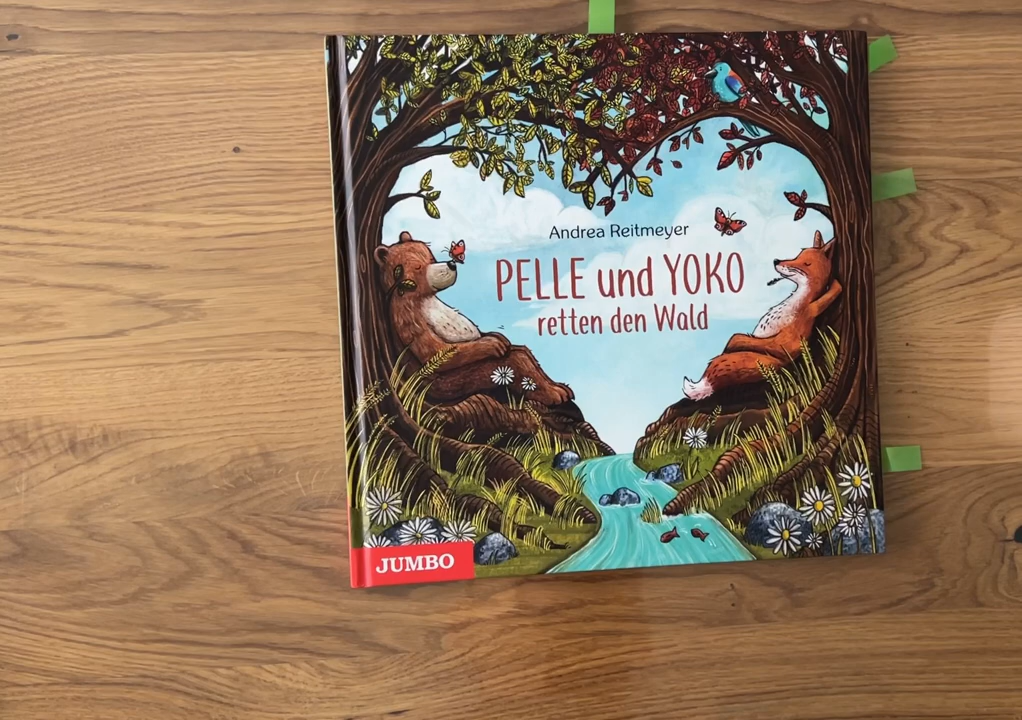 Andrea Reitmeyer
PELLE und YOKO
retten den Wald
JUMBO